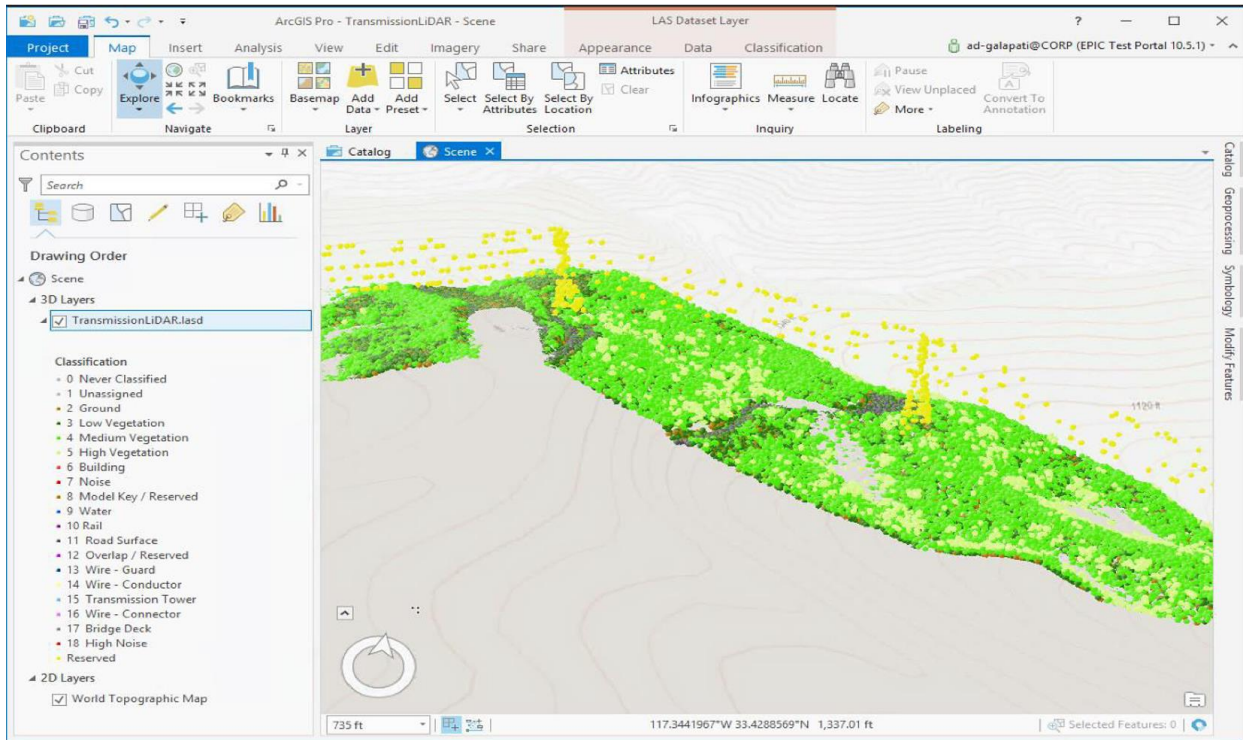 ArcGIS Pro - TransmissionLiDAR - Scene
LAS Dataset Layer
?
Project Map Insert Analysis View Edit Imagery Share Appearance Data Classification
ad-galapati@CORP (EPIC Test Portal 10.5.1)
Paste
Cut
Copy
Explore
Bookmarks
Basemap
Add Data
Add Preset
Select
Select By Attributes
Select By Location
Attributes
Clear
Infographics
Measure
Locate
Pause
View Unplaced
More
Convert To Annotation
Clipboard
Navigate
Layer
Selection
Inquiry
Labeling
Contents
Search
Drawing Order
Scene
3D Layers
TransmissionLiDAR.lasd
Classification
0 Never Classified
1 Unassigned
2 Ground
3 Low Vegetation
4 Medium Vegetation
5 High Vegetation
6 Building
7 Noise
8 Model Key / Reserved
9 Water
10 Rail
11 Road Surface
12 Overlap / Reserved
13 Wire - Guard
14 Wire - Conductor
15 Transmission Tower
16 Wire - Connector
17 Bridge Deck
18 High Noise
Reserved
2D Layers
World Topographic Map
Catalog
Scene
1120 ft
735 ft
117.3441967°W 33.4288569°N 1,337.01 ft
Selected Features: 0
Catalog
Geoprocessing
Symbology
Modify Features